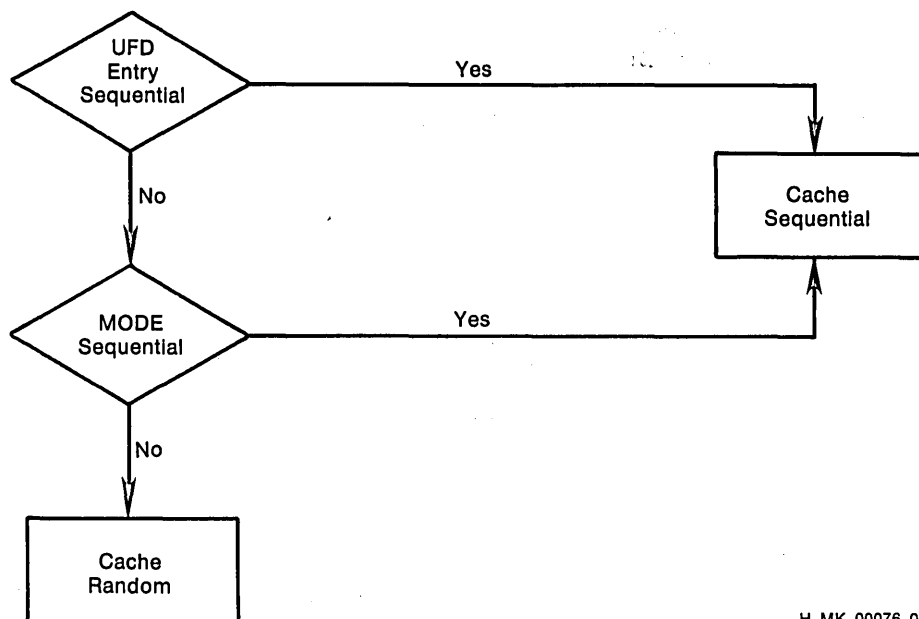 UFD
Entry
Sequential
Yes
No
Cache
Sequential
MODE
Sequential
Yes
No
Cache
Random